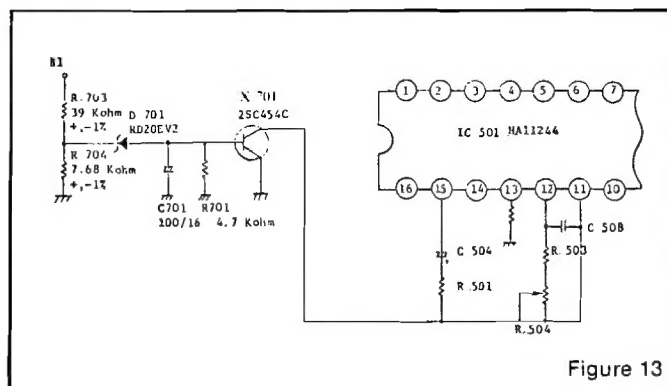 B1
R.703
39 Kohm
+,-1%
D 701
RD20EV2
R 704
7.68 Kohm
+,-1%
X 701
2SC454C
C701 R701
100/16 4.7 Kohm
1 2 3 4 5 6 7
IC 501 HA11244
16 15 14 13 12 11 10
C 508
C 504
R.503
R.501
R.504
Figure 13